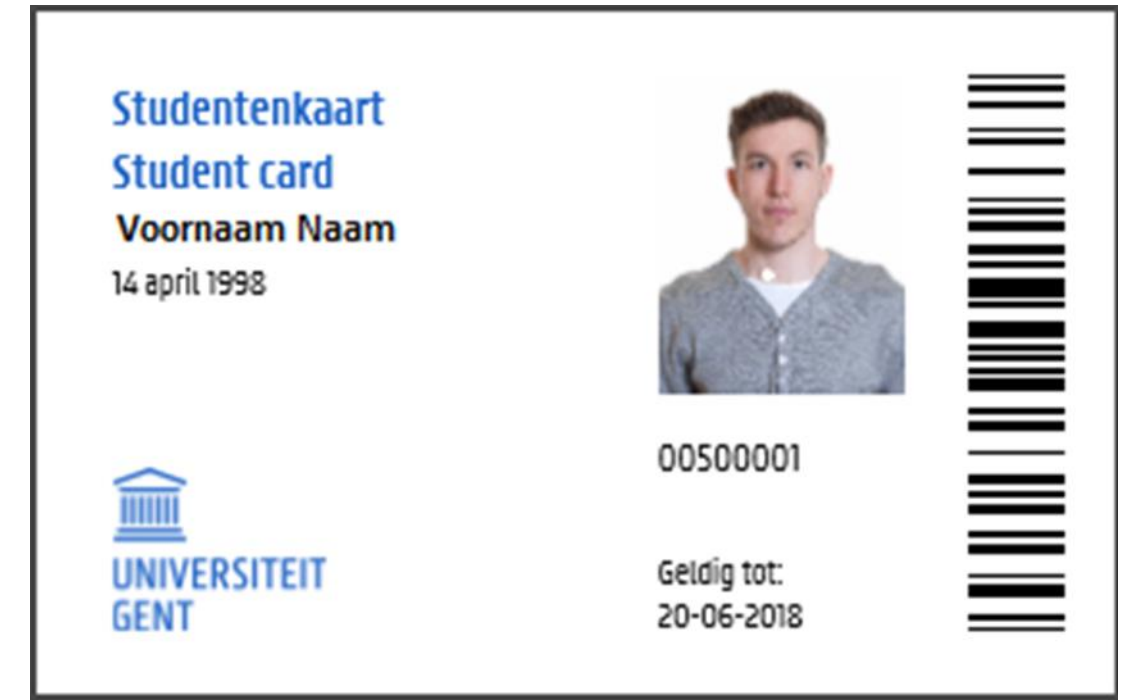 Studentenkaart
Student card
Voornaam Naam
14 april 1998
00500001
UNIVERSITEIT
GENT
Geldig tot:
20-06-2018